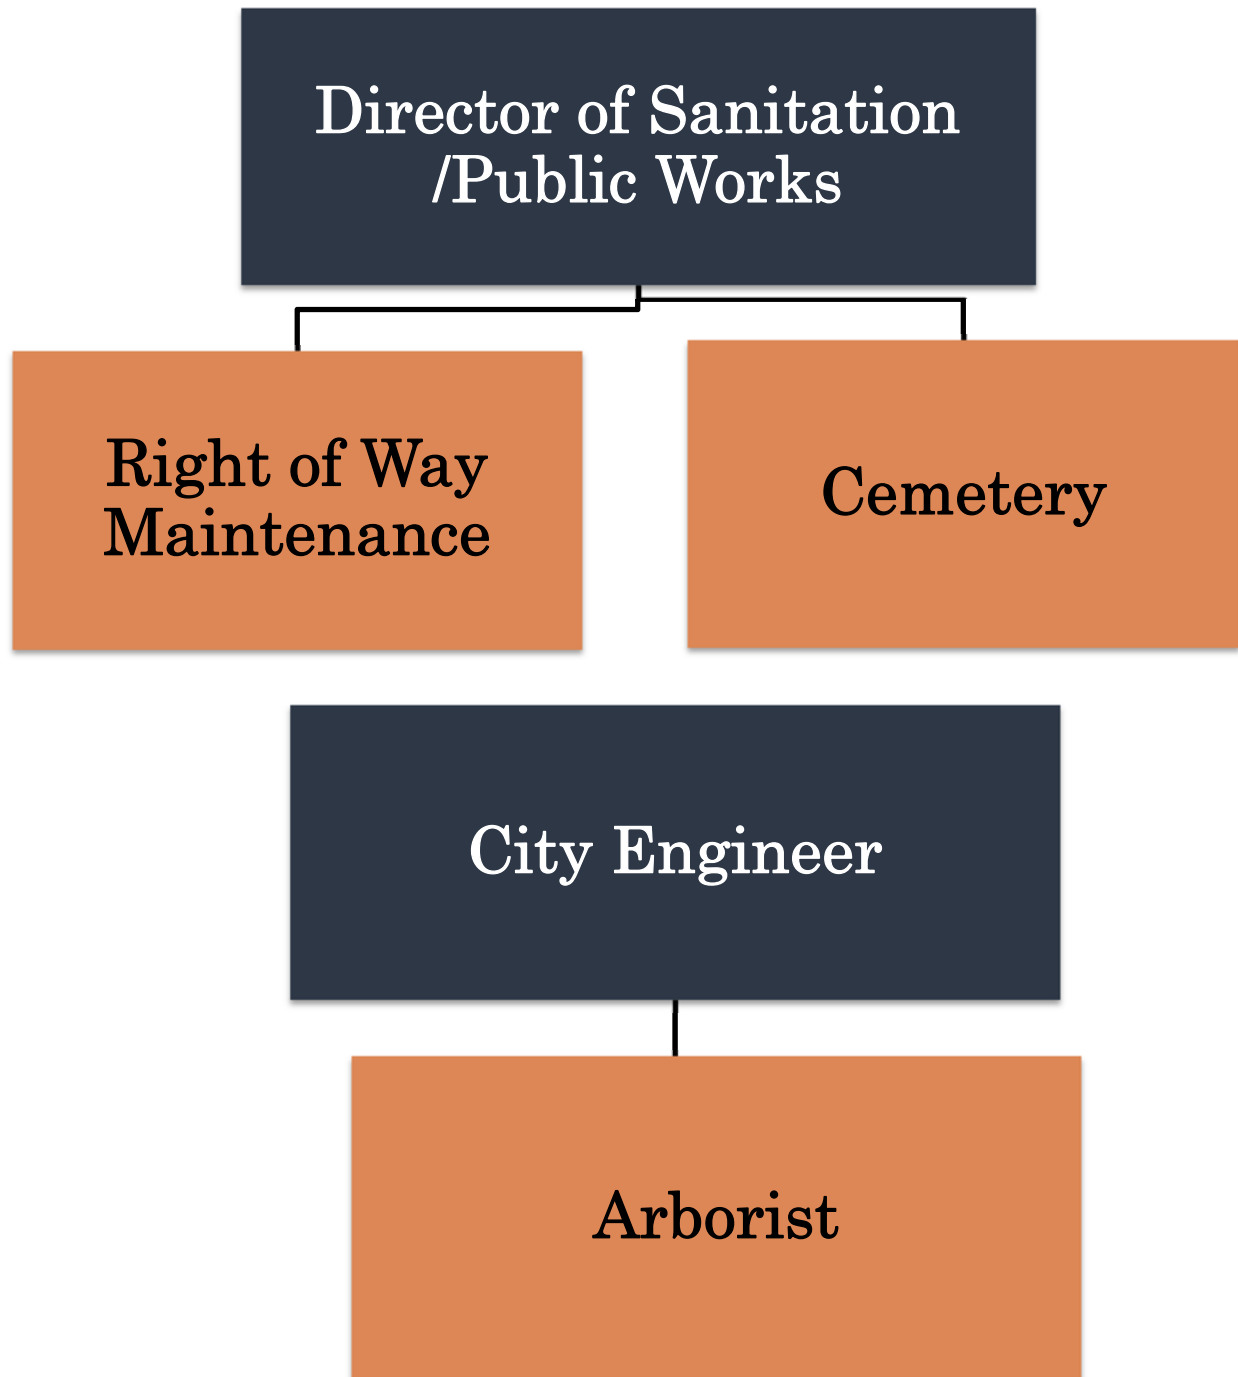 Director of Sanitation
/Public Works
Right of Way
Maintenance
Cemetery
City Engineer
Arborist